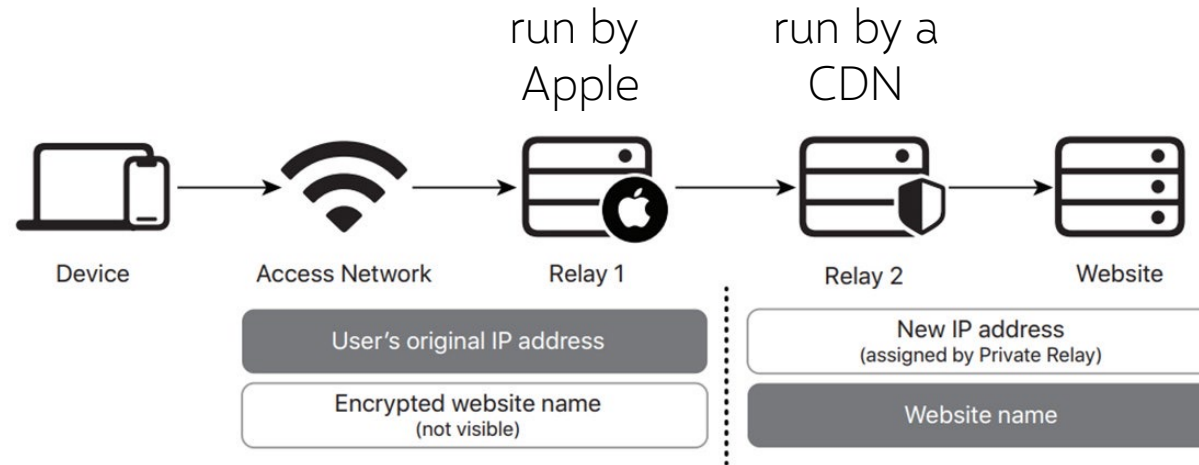 run by
Apple
run by a
CDN
Device
Access Network
Relay 1
Relay 2
Website
User's original IP address
Encrypted website name
(not visible)
New IP address
(assigned by Private Relay)
Website name